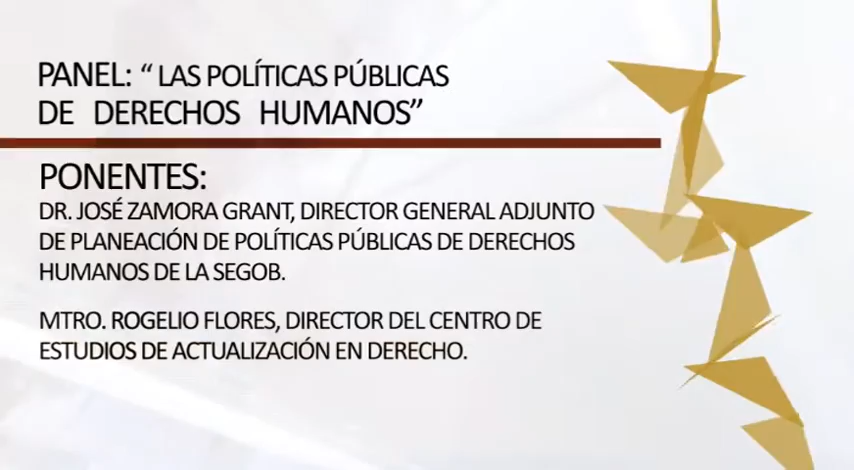 PANEL: “ LAS POLÍTICAS PÚBLICAS
DE DERECHOS HUMANOS”
PONENTES:
DR. JOSÉ ZAMORA GRANT, DIRECTOR GENERAL ADJUNTO
DE PLANEACIÓN DE POLÍTICAS PÚBLICAS DE DERECHOS
HUMANOS DE LA SEGOB.
MTRO. ROGELIO FLORES, DIRECTOR DEL CENTRO DE
ESTUDIOS DE ACTUALIZACIÓN EN DERECHO.